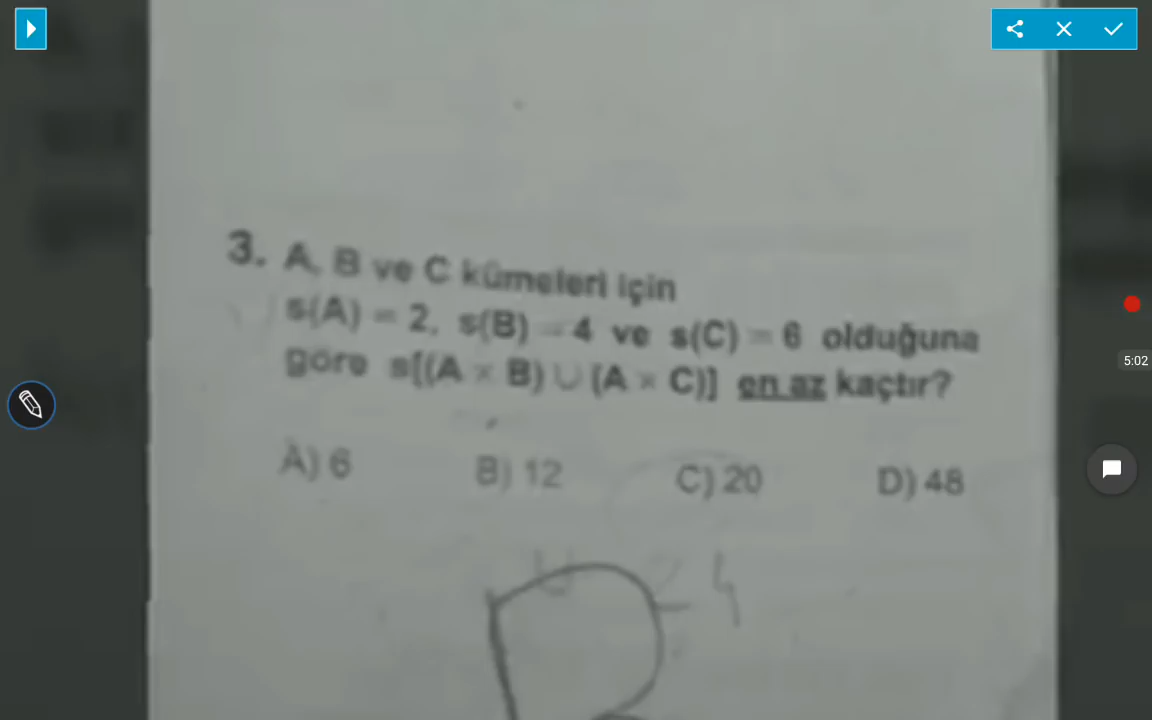 3. A, B ve C kümeleri için
s(A) = 2, s(B) = 4 ve s(C) = 6 olduğuna
göre s[(A × B) ∪ (A × C)] en az kaçtır?
A) 6 B) 12 C) 20 D) 48
4
5:02